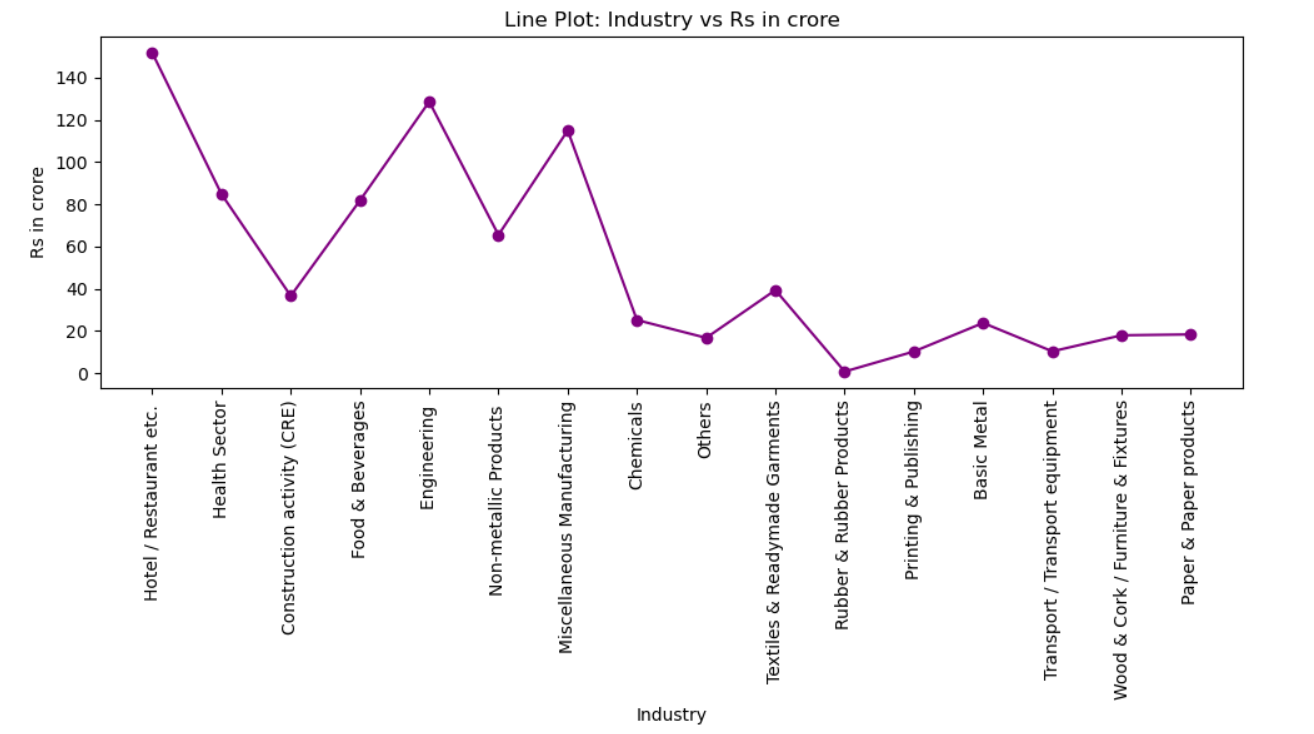 Line Plot: Industry vs Rs in crore
140
120
100
80
60
40
20
0
Rs in crore
Hotel / Restaurant etc.
Health Sector
Construction activity (CRE)
Food & Beverages
Engineering
Non-metallic Products
Miscellaneous Manufacturing
Chemicals
Others
Textiles & Readymade Garments
Rubber & Rubber Products
Printing & Publishing
Basic Metal
Transport / Transport equipment
Wood & Cork / Furniture & Fixtures
Paper & Paper products
Industry